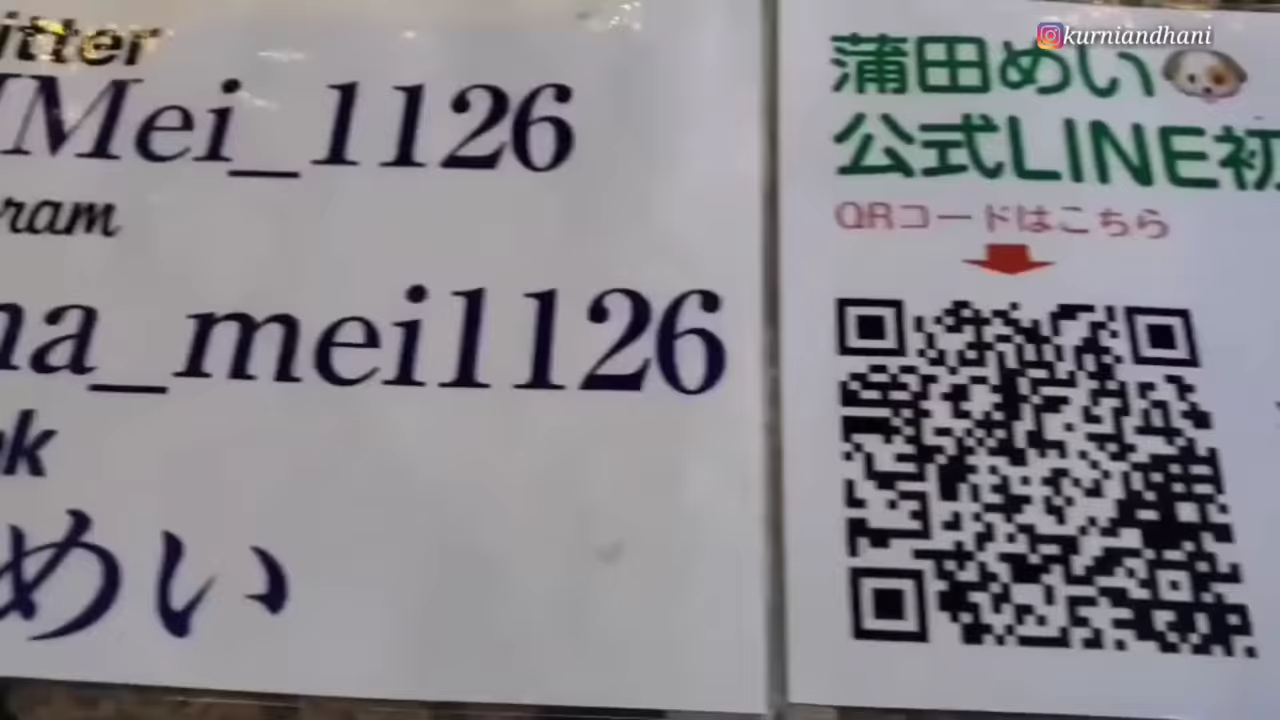 kurniandhani
itter
Mei_1126
ram
na_mei1126
ok
めい
蒲田めい
公式LINE初
QRコードはこちら